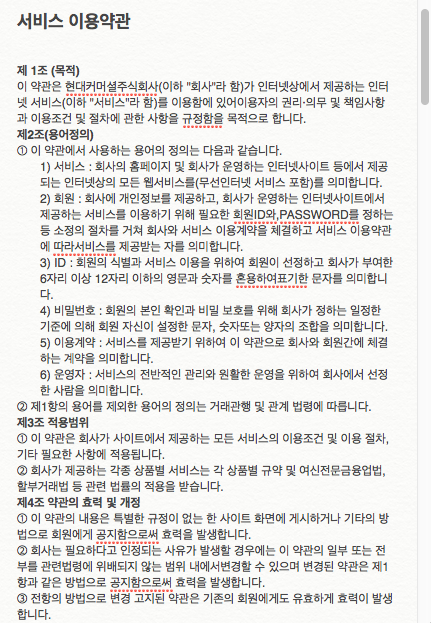 서비스 이용약관
제 1조 (목적)
이 약관은 현대커머셜주식회사(이하 "회사"라 함)가 인터넷상에서 제공하는 인터
넷 서비스(이하 "서비스"라 함)를 이용함에 있어이용자의 권리·의무 및 책임사항
과 이용조건 및 절차에 관한 사항을 규정함을 목적으로 합니다.
제2조(용어정의)
① 이 약관에서 사용하는 용어의 정의는 다음과 같습니다.
1) 서비스 : 회사의 홈페이지 및 회사가 운영하는 인터넷사이트 등에서 제공
되는 인터넷상의 모든 웹서비스를(무선인터넷 서비스 포함)를 의미합니다.
2) 회원 : 회사에 개인정보를 제공하고, 회사가 운영하는 인터넷사이트에서
제공하는 서비스를 이용하기 위해 필요한 회원ID와,PASSWORD를 정하는
등 소정의 절차를 거쳐 회사와 서비스 이용계약을 체결하고 서비스 이용약관
에 따라서비스를 제공받는 자를 의미합니다.
3) ID : 회원의 식별과 서비스 이용을 위하여 회원이 선정하고 회사가 부여한
6자리 이상 12자리 이하의 영문과 숫자를 혼용하여표기한 문자를 의미합니
다.
4) 비밀번호 : 회원의 본인 확인과 비밀 보호를 위해 회사가 정하는 일정한
기준에 의해 회원 자신이 설정한 문자, 숫자또는 양자의 조합을 의미합니다.
5) 이용계약 : 서비스를 제공받기 위하여 이 약관으로 회사와 회원간에 체결
하는 계약을 의미합니다.
6) 운영자 : 서비스의 전반적인 관리와 원활한 운영을 위하여 회사에서 선정
한 사람을 의미합니다.
② 제1항의 용어를 제외한 용어의 정의는 거래관행 및 관계 법령에 따릅니다.
제3조 적용범위
① 이 약관은 회사가 사이트에서 제공하는 모든 서비스의 이용조건 및 이용 절차,
기타 필요한 사항에 적용됩니다.
② 회사가 제공하는 각종 상품별 서비스는 각 상품별 규약 및 여신전문금융업법,
할부거래법 등 관련 법률의 적용을 받습니다.
제4조 약관의 효력 및 개정
① 이 약관의 내용은 특별한 규정이 없는 한 사이트 화면에 게시하거나 기타의 방
법으로 회원에게 공지함으로써 효력을 발생합니다.
② 회사는 필요하다고 인정되는 사유가 발생할 경우에는 이 약관의 일부 또는 전
부를 관련법령에 위배되지 않는 범위 내에서변경할 수 있으며 변경된 약관은 제1
항과 같은 방법으로 공지함으로써 효력을 발생합니다.
③ 전항의 방법으로 변경 고지된 약관은 기존의 회원에게도 유효하게 효력이 발생
합니다.